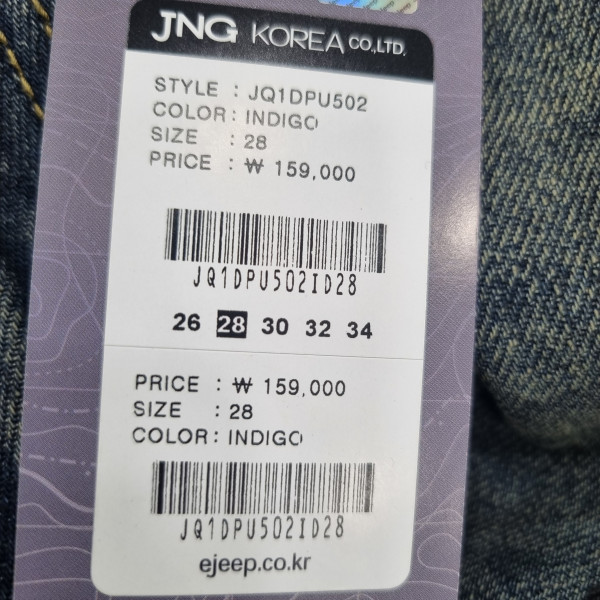 JNG KOREA CO.,LTD.
STYLE : JQ1DPU502
COLOR : INDIGO
SIZE : 28
PRICE : ₩ 159,000
JQ1DPU502ID28
26 28 30 32 34
PRICE : ₩ 159,000
SIZE : 28
COLOR : INDIGO
JQ1DPU502ID28
ejeep.co.kr